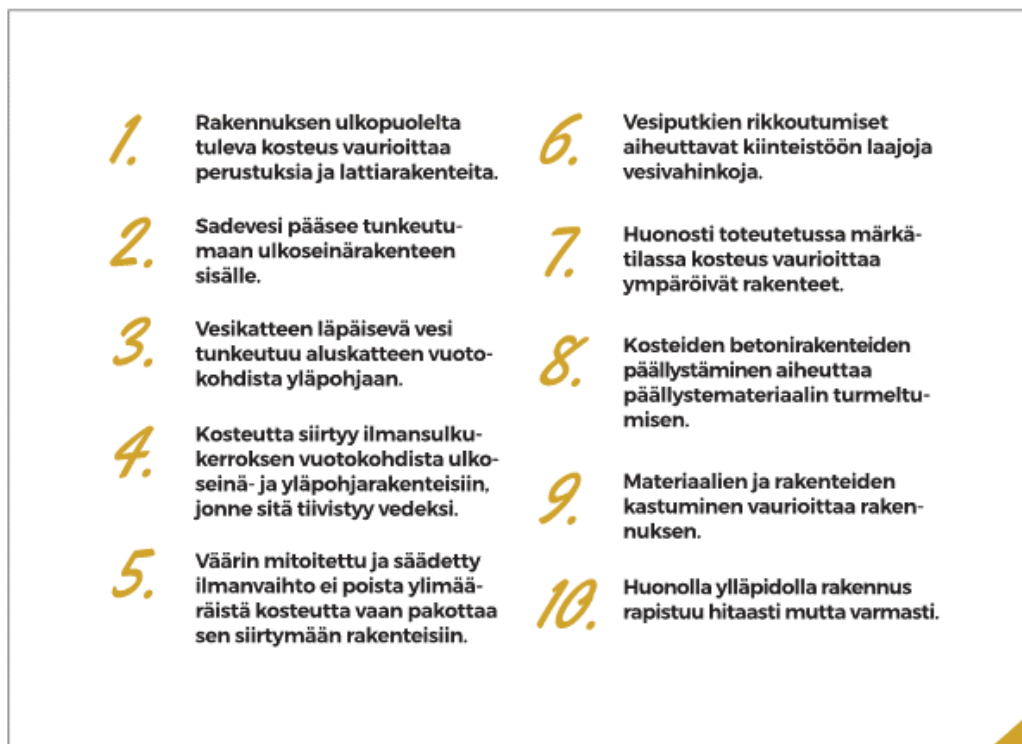 1.
Rakennuksen ulkopuolelta
tuleva kosteus vaurioittaa
perustuksia ja lattiarakenteita.
2.
Sadevesi pääsee tunkeutu-
maan ulkoseinärakenteen
sisälle.
3.
Vesikatteen läpäisevä vesi
tunkeutuu aluskatteen vuoto-
kohdista yläpohjaan.
4.
Kosteutta siirtyy ilmansulku-
kerroksen vuotokohdista ulko-
seinä- ja yläpohjarakenteisiin,
jonne sitä tiivistyy vedeksi.
5.
Väärin mitoitettu ja säädetty
ilmanvaihto ei poista ylimää-
räistä kosteutta vaan pakottaa
sen siirtymään rakenteisiin.
6.
Vesiputkien rikkoutumiset
aiheuttavat kiinteistöön laajoja
vesivahinkoja.
7.
Huonosti toteutetussa märkä-
tilassa kosteus vaurioittaa
ympäröivät rakenteet.
8.
Kosteiden betonirakenteiden
päällystäminen aiheuttaa
päällystemateriaalin turmeltu-
misen.
9.
Materiaalien ja rakenteiden
kastuminen vaurioittaa raken-
nuksen.
10.
Huonolla ylläpidolla rakennus
rapistuu hitaasti mutta varmasti.